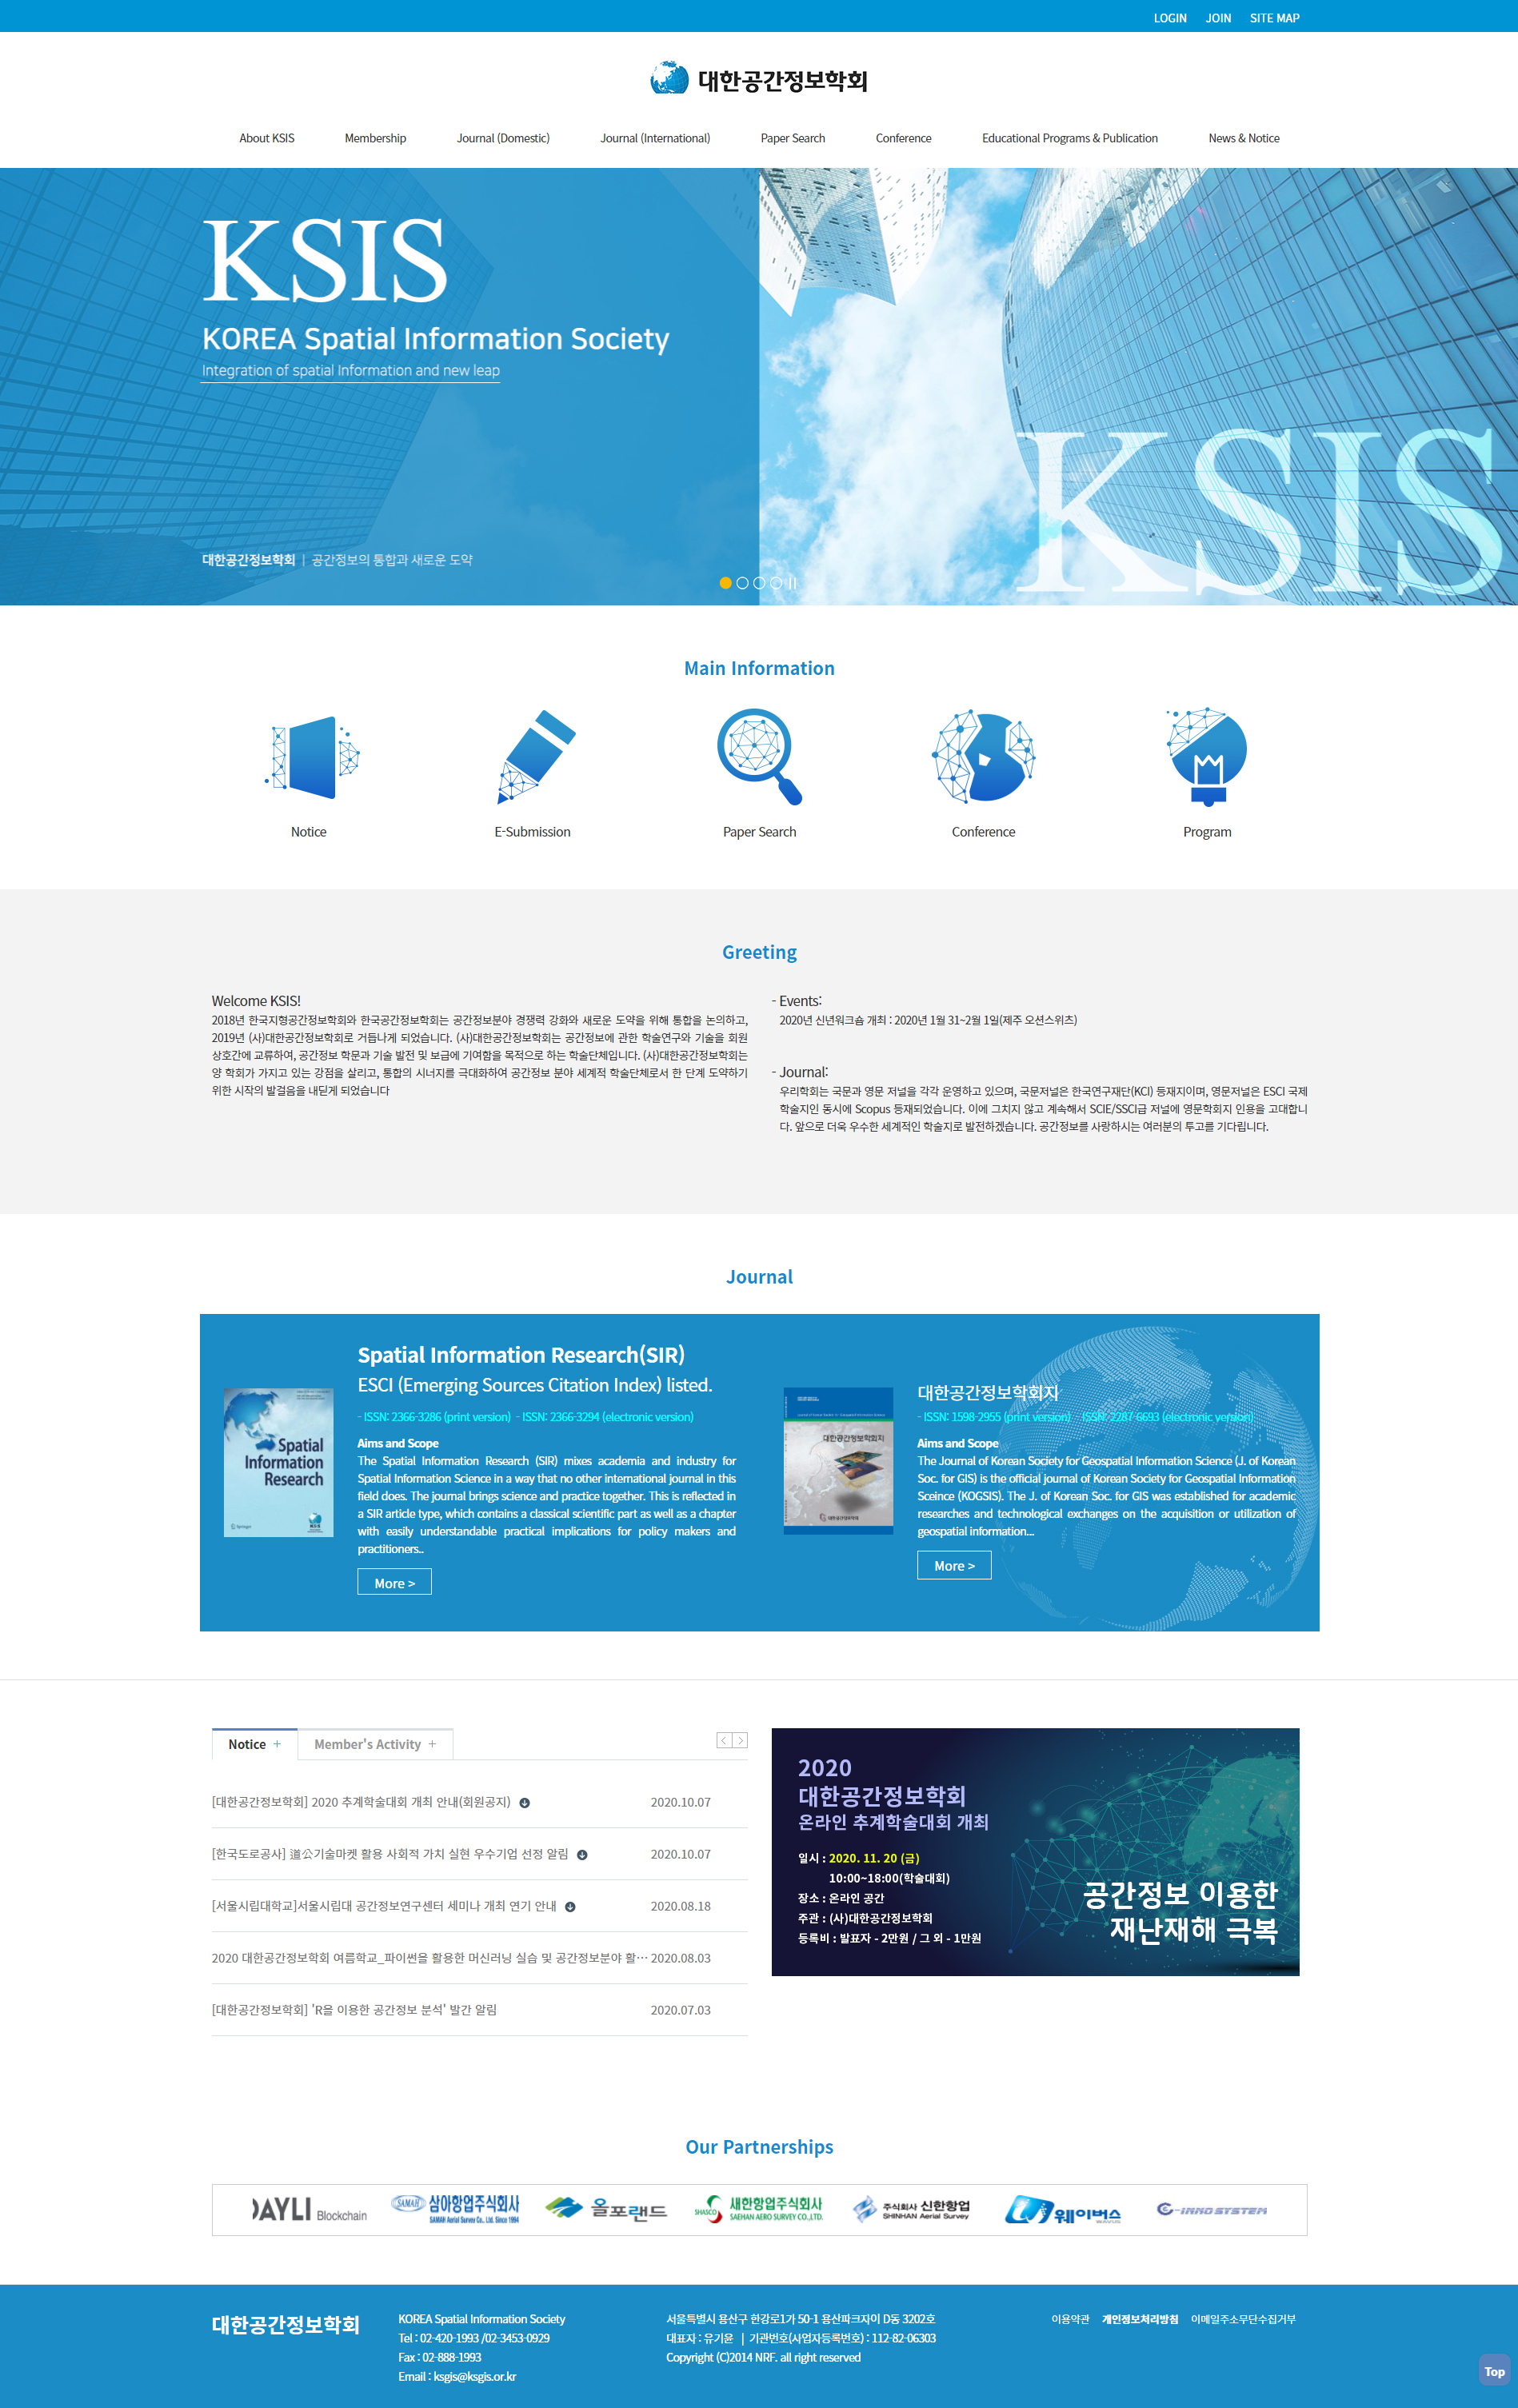 LOGIN JOIN SITE MAP
대한공간정보학회
About KSIS Membership Journal (Domestic) Journal (International) Paper Search Conference Educational Programs & Publication News & Notice
KSIS
KOREA Spatial Information Society
Integration of spatial Information and new leap
KSIS
대한공간정보학회 | 공간정보의 통합과 새로운 도약
Main Information
Notice E-Submission Paper Search Conference Program
Greeting
Welcome KSIS!
2018년 한국지형공간정보학회와 한국공간정보학회는 공간정보분야 경쟁력 강화와 새로운 도약을 위해 통합을 논의하고,
2019년 (사)대한공간정보학회로 거듭나게 되었습니다. (사)대한공간정보학회는 공간정보에 관한 학술연구와 기술을 회원
상호간에 교류하여, 공간정보 학문과 기술 발전 및 보급에 기여함을 목적으로 하는 학술단체입니다. (사)대한공간정보학회는
양 학회가 가지고 있는 강점을 살리고, 통합의 시너지를 극대화하여 공간정보 분야 세계적 학술단체로서 한 단계 도약하기
위한 시작의 발걸음을 내딛게 되었습니다
- Events:
2020년 신년워크숍 개최 : 2020년 1월 31~2월 1일(제주 오션스위츠)
- Journal:
우리학회는 국문과 영문 저널을 각각 운영하고 있으며, 국문저널은 한국연구재단(KCI) 등재지이며, 영문저널은 ESCI 국제
학술지인 동시에 Scopus 등재되었습니다. 이에 그치지 않고 계속해서 SCIE/SSCI급 저널에 영문학회지 인용을 고대합니
다. 앞으로 더욱 우수한 세계적인 학술지로 발전하겠습니다. 공간정보를 사랑하시는 여러분의 투고를 기다립니다.
Journal
Spatial
Information
Research
Springer
Spatial Information Research(SIR)
ESCI (Emerging Sources Citation Index) listed.
- ISSN: 2366-3286 (print version) - ISSN: 2366-3294 (electronic version)
Aims and Scope
The Spatial Information Research (SIR) mixes academia and industry for
Spatial Information Science in a way that no other international journal in this
field does. The journal brings science and practice together. This is reflected in
a SIR article type, which contains a classical scientific part as well as a chapter
with easily understandable practical implications for policy makers and
practitioners..
More >
대한공간정보학회지
대한공간정보학회
대한공간정보학회지
- ISSN: 1598-2955 (print version) - ISSN: 2287-6693 (electronic version)
Aims and Scope
The Journal of Korean Society for Geospatial Information Science (J. of Korean
Soc. for GIS) is the official journal of Korean Society for Geospatial Information
Sceince (KOGSIS). The J. of Korean Soc. for GIS was established for academic
researches and technological exchanges on the acquisition or utilization of
geospatial information...
More >
Notice + Member's Activity +
[대한공간정보학회] 2020 추계학술대회 개최 안내(회원공지) 2020.10.07
[한국도로공사] 道公기술마켓 활용 사회적 가치 실현 우수기업 선정 알림 2020.10.07
[서울시립대학교]서울시립대 공간정보연구센터 세미나 개최 연기 안내 2020.08.18
2020 대한공간정보학회 여름학교_파이썬을 활용한 머신러닝 실습 및 공간정보분야 활… 2020.08.03
[대한공간정보학회] 'R을 이용한 공간정보 분석' 발간 알림 2020.07.03
2020
대한공간정보학회
온라인 추계학술대회 개최
일시 : 2020. 11. 20 (금)
10:00~18:00(학술대회)
장소 : 온라인 공간
주관 : (사)대한공간정보학회
등록비 : 발표자 - 2만원 / 그 외 - 1만원
공간정보 이용한
재난재해 극복
Our Partnerships
DAYLI Blockchain
SAMAH 삼아항업주식회사
SAMAH Aerial Survey Co., Ltd. Since 1994
올포랜드
SHASCO 새한항업주식회사
SAEHAN AERO SURVEY CO.,LTD.
주식회사 신한항업
SHINHAN Aerial Survey
웨이버스
G-INNO SYSTEM
대한공간정보학회
KOREA Spatial Information Society
Tel : 02-420-1993 /02-3453-0929
Fax : 02-888-1993
Email : ksgis@ksgis.or.kr
서울특별시 용산구 한강로1가 50-1 용산파크자이 D동 3202호
대표자 : 유기윤 | 기관번호(사업자등록번호) : 112-82-06303
Copyright (C)2014 NRF. all right reserved
이용약관 개인정보처리방침 이메일주소무단수집거부
Top